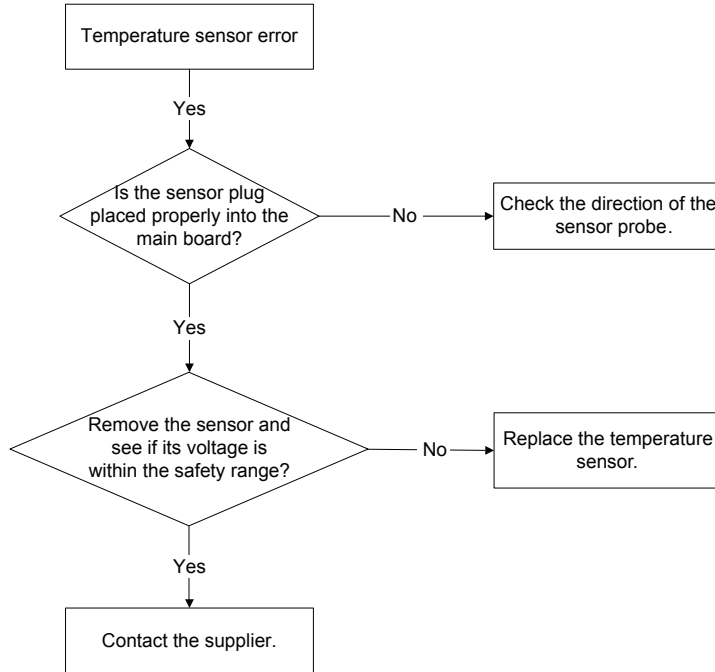 Temperature sensor error
Yes
Is the sensor plug
placed properly into the
main board?
No
Check the direction of the
sensor probe.
Yes
Remove the sensor and
see if its voltage is
within the safety range?
No
Replace the temperature
sensor.
Yes
Contact the supplier.